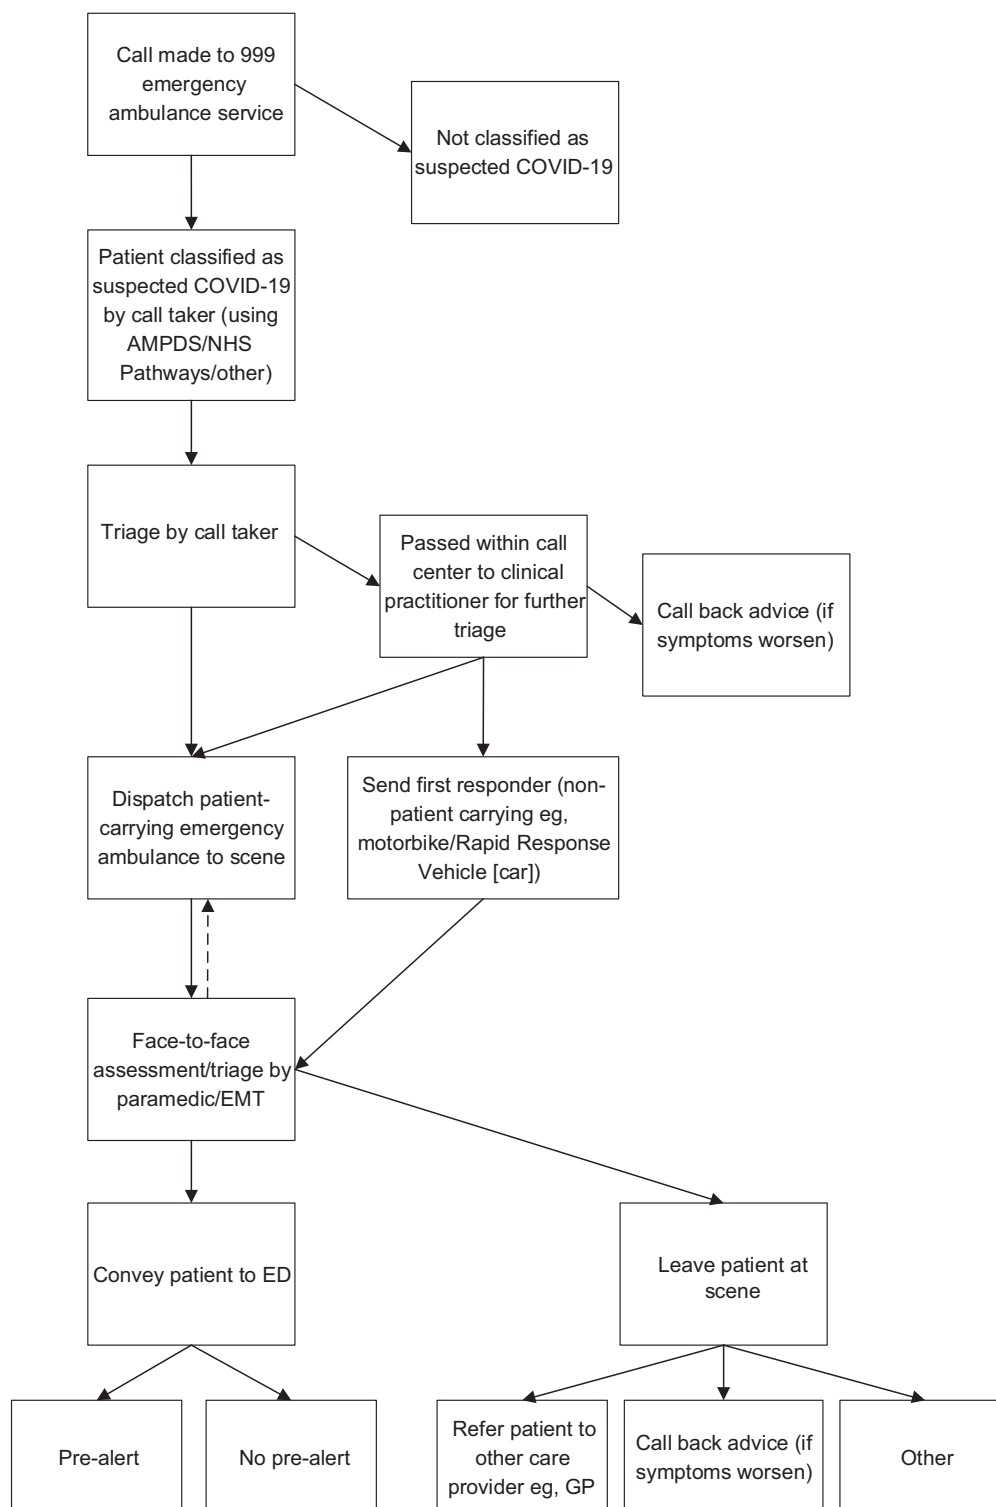 Call made to 999
emergency
ambulance service
Not classified as
suspected COVID-19
Patient classified as
suspected COVID-19
by call taker (using
AMPDS/NHS
Pathways/other)
Triage by call taker
Passed within call
center to clinical
practitioner for further
triage
Call back advice (if
symptoms worsen)
Dispatch patient-
carrying emergency
ambulance to scene
Send first responder (non-
patient carrying eg,
motorbike/Rapid Response
Vehicle [car])
Face-to-face
assessment/triage by
paramedic/EMT
Convey patient to ED
Leave patient at
scene
Pre-alert
No pre-alert
Refer patient to
other care
provider eg, GP
Call back advice (if
symptoms worsen)
Other